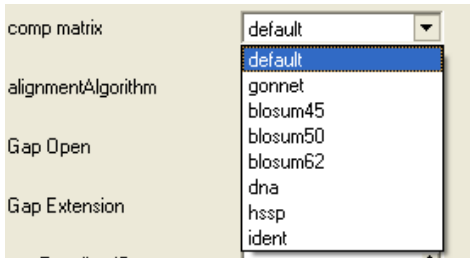 comp matrix default
default
alignmentAlgorithm gonnet
blosum45
Gap Open blosum50
blosum62
dna
Gap Extension hssp
ident